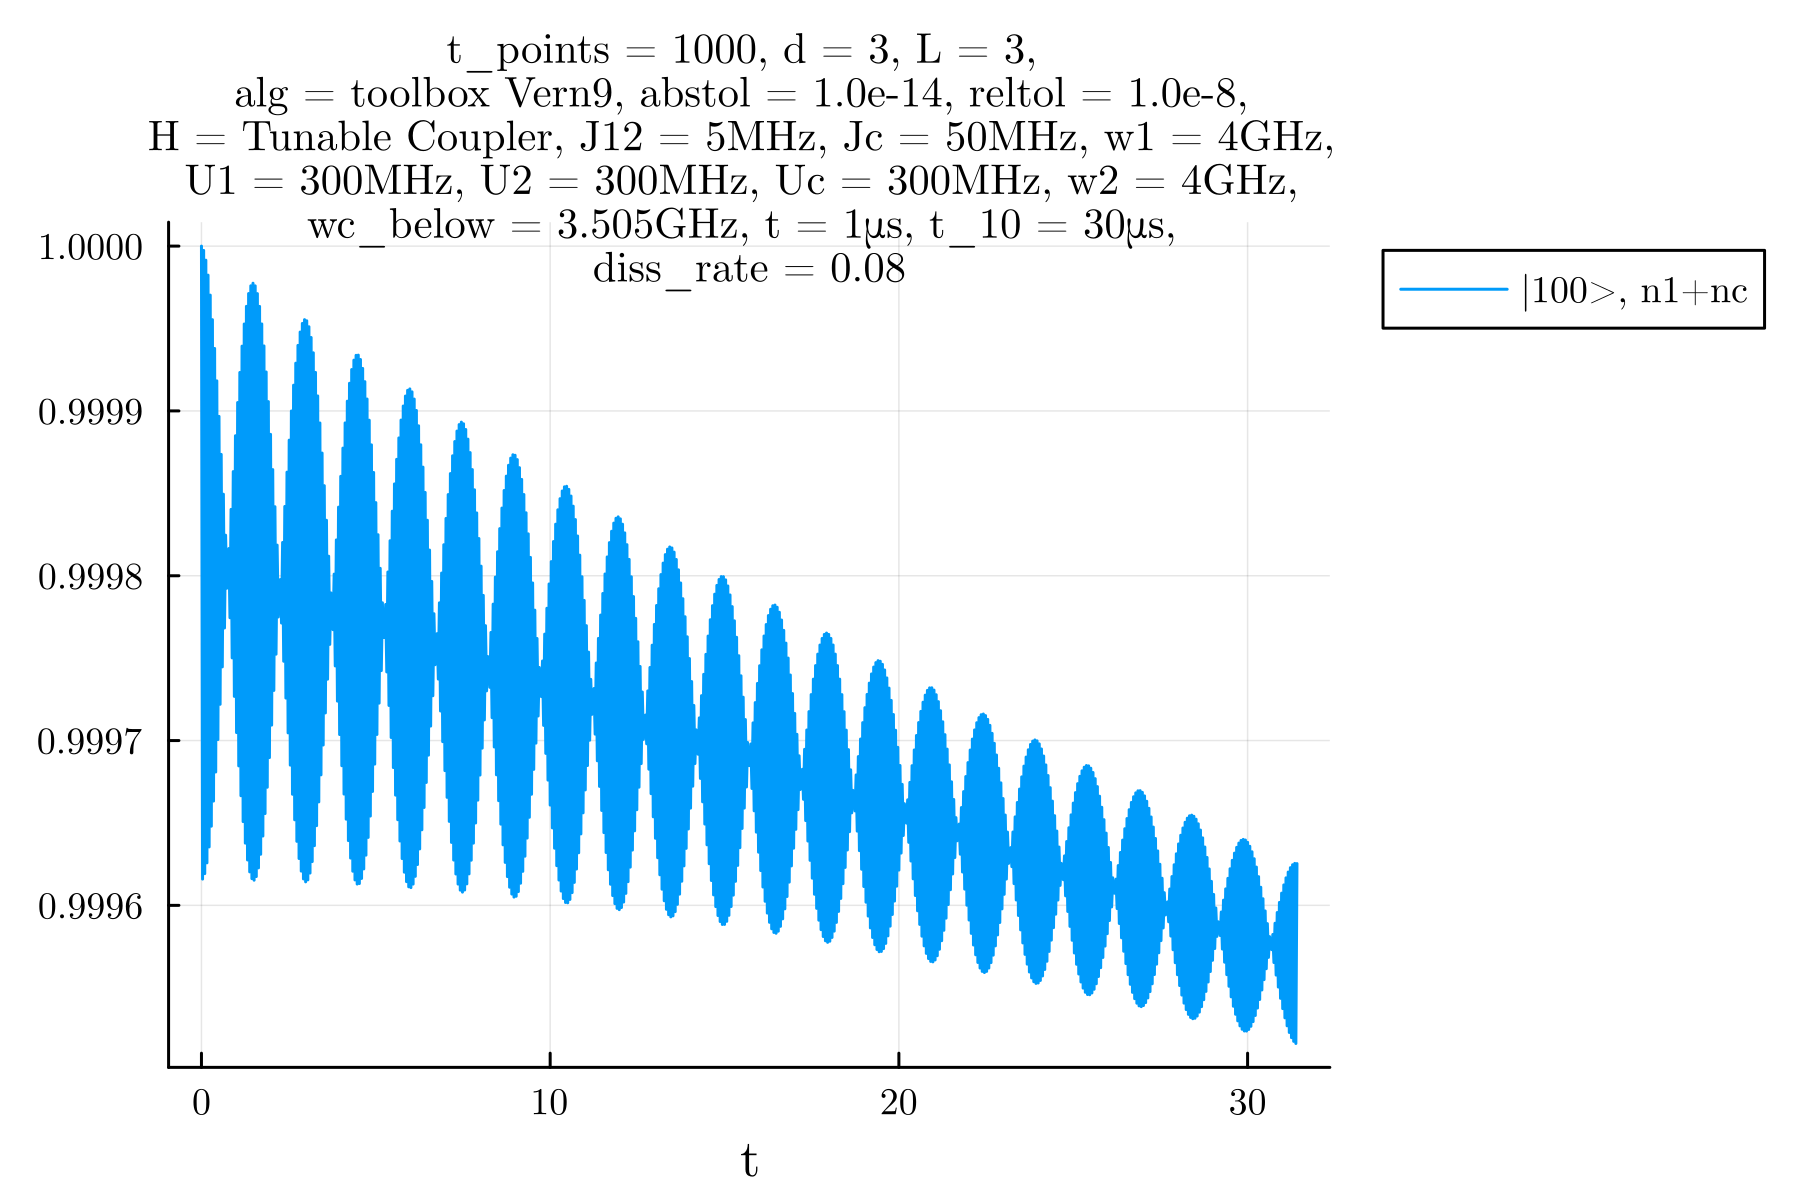 t_points = 1000, d = 3, L = 3,
alg = toolbox Vern9, abstol = 1.0e-14, reltol = 1.0e-8,
H = Tunable Coupler, J12 = 5MHz, Jc = 50MHz, w1 = 4GHz,
U1 = 300MHz, U2 = 300MHz, Uc = 300MHz, w2 = 4GHz,
wc_below = 3.505GHz, t = 1μs, t_10 = 30μs,
diss_rate = 0.08
1.0000
0.9999
0.9998
0.9997
0.9996
0 10 20 30
t
|100>, n1+nc